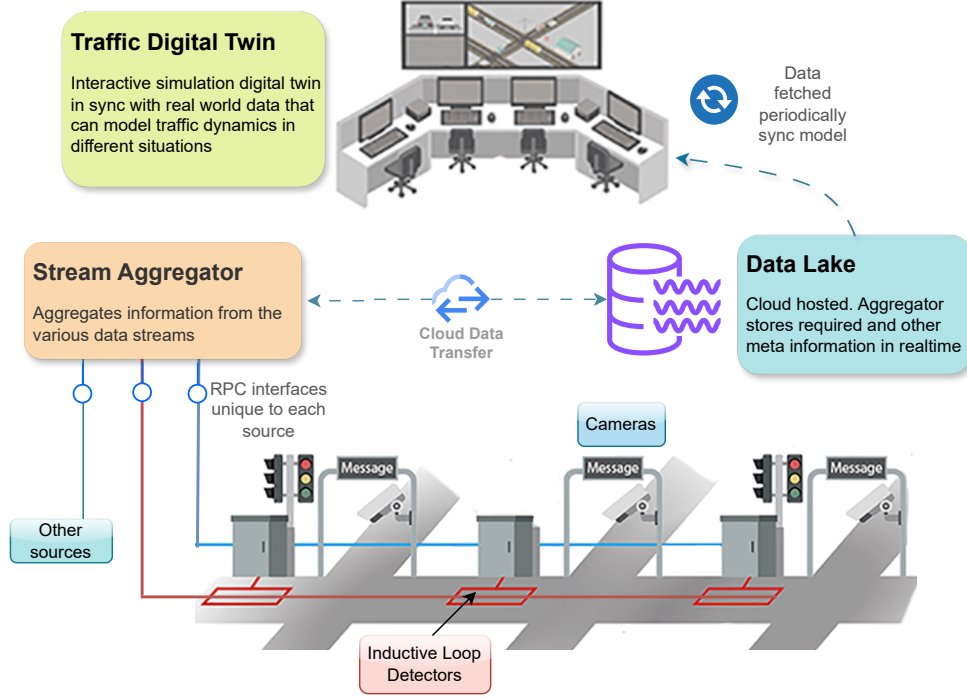 Traffic Digital Twin
Interactive simulation digital twin
in sync with real world data that
can model traffic dynamics in
different situations
Data
fetched
periodically
sync model
Stream Aggregator
Aggregates information from the
various data streams
Cloud Data
Transfer
Data Lake
Cloud hosted. Aggregator
stores required and other
meta information in realtime
RPC interfaces
unique to each
source
Cameras
Message
Message
Message
Other
sources
Inductive Loop
Detectors